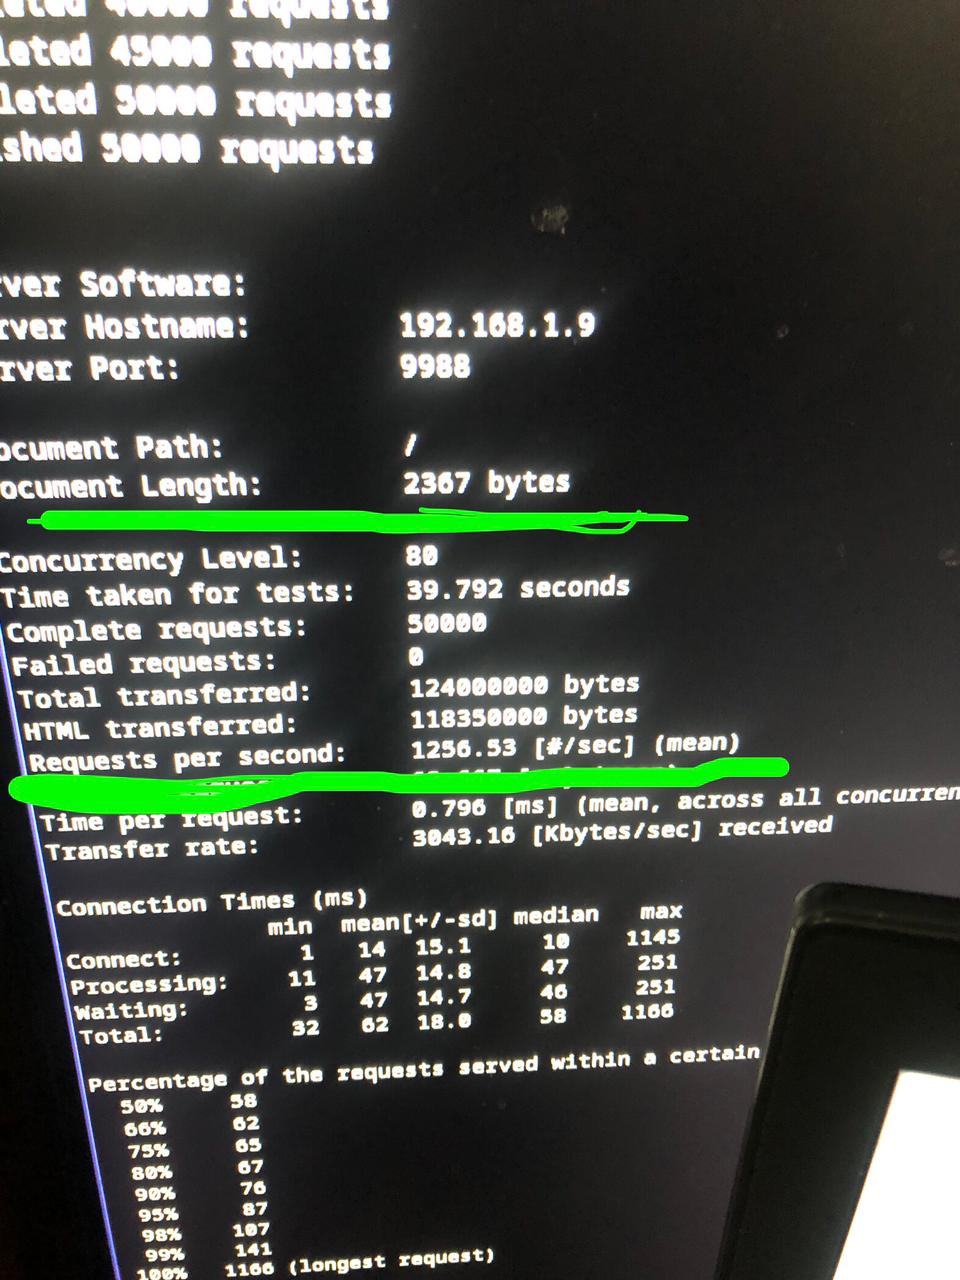 leted 40000 requests
leted 45000 requests
leted 50000 requests
shed 50000 requests
ver Software:
rver Hostname: 192.168.1.9
rver Port: 9988
ocument Path: /
ocument Length: 2367 bytes
Concurrency Level: 80
Time taken for tests: 39.792 seconds
Complete requests: 50000
Failed requests: 0
Total transferred: 124000000 bytes
HTML transferred: 118350000 bytes
Requests per second: 1256.53 [#/sec] (mean)
Time per request: 0.796 [ms] (mean, across all concurren
Transfer rate: 3043.16 [Kbytes/sec] received
Connection Times (ms)
min mean[+/-sd] median max
Connect: 1 14 15.1 10 1145
Processing: 11 47 14.8 47 251
Waiting: 3 47 14.7 46 251
Total: 32 62 18.0 58 1166
Percentage of the requests served within a certain
50% 58
66% 62
75% 65
80% 67
90% 76
95% 87
98% 107
99% 141
100% 1166 (longest request)